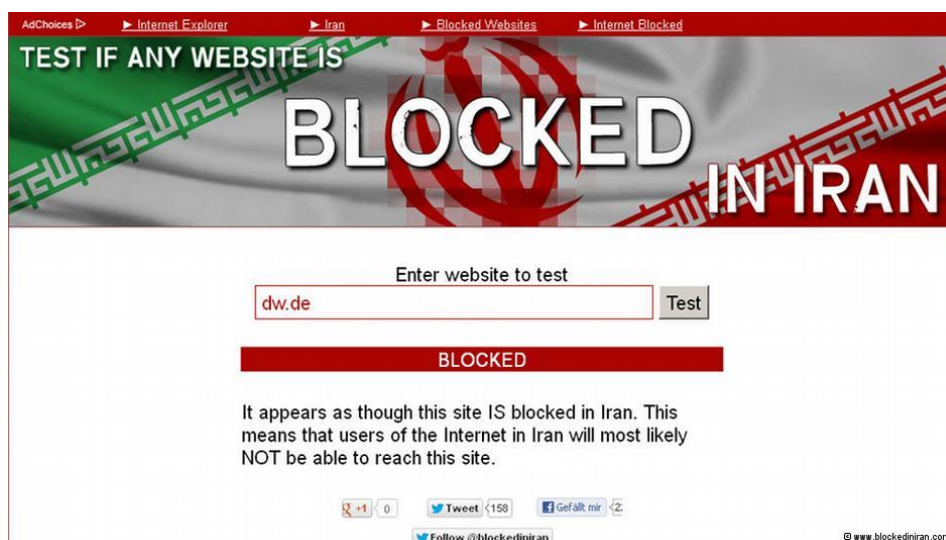 AdChoices ▷ ► Internet Explorer ► Iran ► Blocked Websites ► Internet Blocked
TEST IF ANY WEBSITE IS
BLOCKED
IN IRAN
Enter website to test
dw.de Test
BLOCKED
It appears as though this site IS blocked in Iran. This
means that users of the Internet in Iran will most likely
NOT be able to reach this site.
+1 0 Tweet 158 Gefällt mir
Follow @blockediniran
© www.blockediniran.com